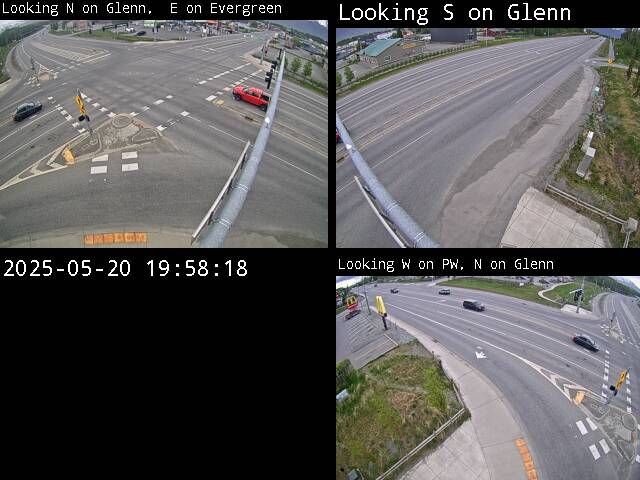 Looking N on Glenn, E on Evergreen
Looking S on Glenn
2025-05-20 19:58:18
Looking W on PW, N on Glenn